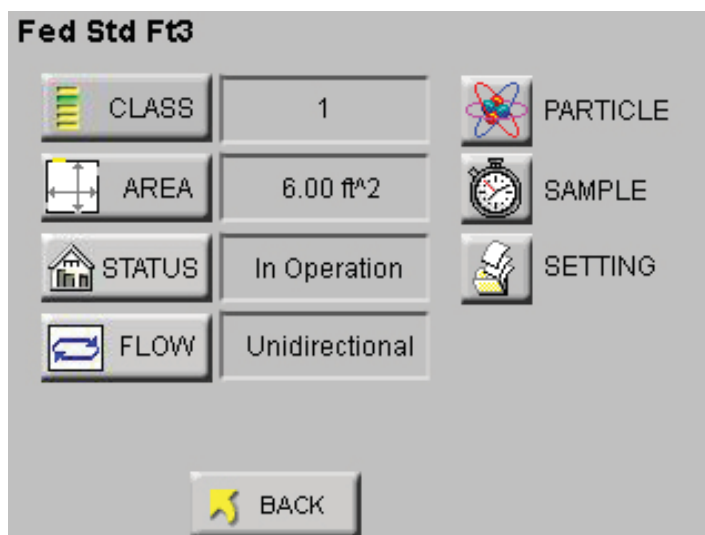 Fed Std Ft3
CLASS 1 PARTICLE
AREA 6.00 ft^2 SAMPLE
STATUS In Operation SETTING
FLOW Unidirectional
BACK